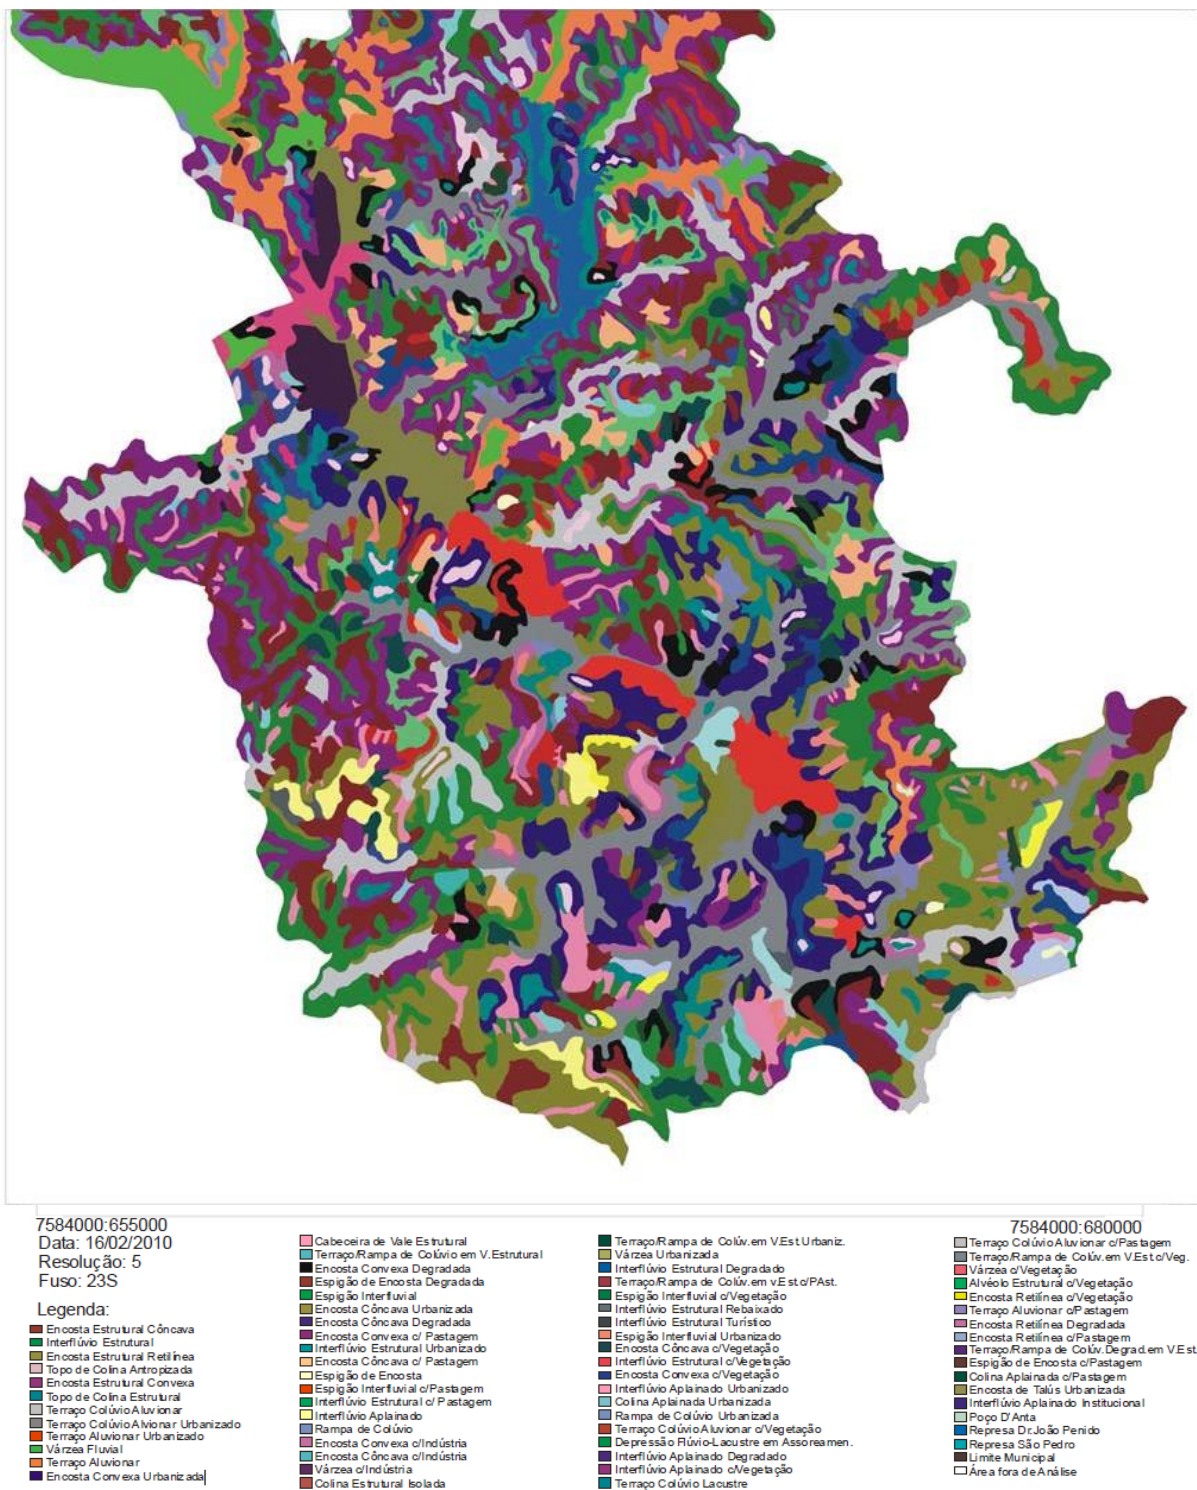 7584000:655000
7584000:680000
Data: 16/02/2010
Resolução: 5
Fuso: 23S
Legenda:
Encosta Estrutural Côncava
Interflúvio Estrutural
Encosta Estrutural Retilínea
Topo de Colina Antropizada
Encosta Estrutural Convexa
Topo de Colina Estrutural
Terraço Colúvio Aluvionar
Terraço Colúvio Alvionar Urbanizado
Terraço Aluvionar Urbanizado
Várzea Fluvial
Terraço Aluvionar
Encosta Convexa Urbanizada
Cabeceira de Vale Estrutural
Terraço/Rampa de Colúvio em V.Estrutural
Encosta Convexa Degradada
Espigão de Encosta Degradada
Espigão Interfluvial
Encosta Côncava Urbanizada
Encosta Côncava Degradada
Encosta Convexa c/ Pastagem
Interflúvio Estrutural Urbanizado
Encosta Côncava c/ Pastagem
Espigão de Encosta
Espigão Interfluvial c/Pastagem
Interflúvio Estrutural c/ Pastagem
Interflúvio Aplainado
Rampa de Colúvio
Encosta Convexa c/Indústria
Encosta Côncava c/Indústria
Várzea c/Indústria
Colina Estrutural Isolada
Terraço/Rampa de Colúv.em V.Est.Urbaniz.
Várzea Urbanizada
Interflúvio Estrutural Degradado
Terraço/Rampa de Colúv.em v.Est.c/PAst.
Espigão Interfluvial c/Vegetação
Interflúvio Estrutural Rebaixado
Interflúvio Estrutural Turístico
Espigão Interfluvial Urbanizado
Encosta Côncava c/Vegetação
Interflúvio Estrutural c/Vegetação
Encosta Convexa c/Vegetação
Interflúvio Aplainado Urbanizado
Colina Aplainada Urbanizada
Rampa de Colúvio Urbanizada
Terraço Colúvio Aluvionar c/Vegetação
Depressão Flúvio-Lacustre em Assoreamen.
Interflúvio Aplainado Degradado
Interflúvio Aplainado c/Vegetação
Terraço Colúvio Lacustre
Terraço Colúvio Aluvionar c/Pastagem
Terraço/Rampa de Colúv. em V.Est.c/Veg.
Várzea c/Vegetação
Alvéolo Estrutural c/Vegetação
Encosta Retilínea c/Vegetação
Terraço Aluvionar c/Pastagem
Encosta Retilínea Degradada
Encosta Retilínea c/Pastagem
Terraço/Rampa de Colúv.Degrad.em V.Est
Espigão de Encosta c/Pastagem
Colina Aplainada c/Pastagem
Encosta de Talús Urbanizada
Interflúvio Aplainado Institucional
Poço D'Anta
Represa Dr.João Penido
Represa São Pedro
Limite Municipal
Área fora de Análise